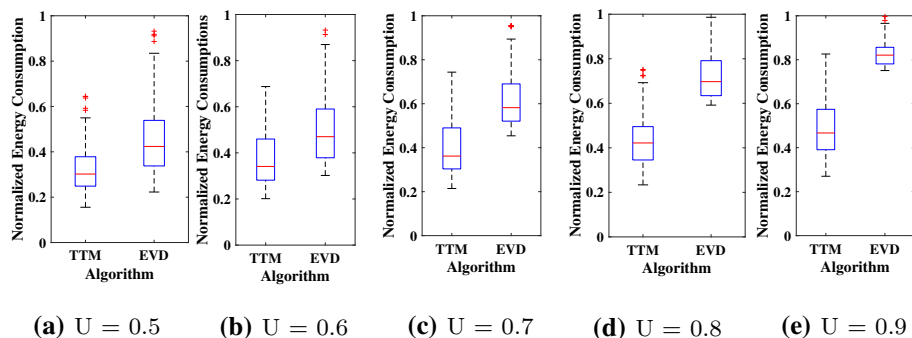 Normalized Energy Consumption
1
0.8
0.6
0.4
0.2
0
TTM EVD
Algorithm
(a) U = 0.5
Normalized Energy Consumption
1
0.8
0.6
0.4
0.2
0
TTM EVD
Algorithm
(b) U = 0.6
Normalized Energy Consumption
1
0.8
0.6
0.4
0.2
0
TTM EVD
Algorithm
(c) U = 0.7
Normalized Energy Consumption
1
0.8
0.6
0.4
0.2
0
TTM EVD
Algorithm
(d) U = 0.8
Normalized Energy Consumption
1
0.8
0.6
0.4
0.2
0
TTM EVD
Algorithm
(e) U = 0.9